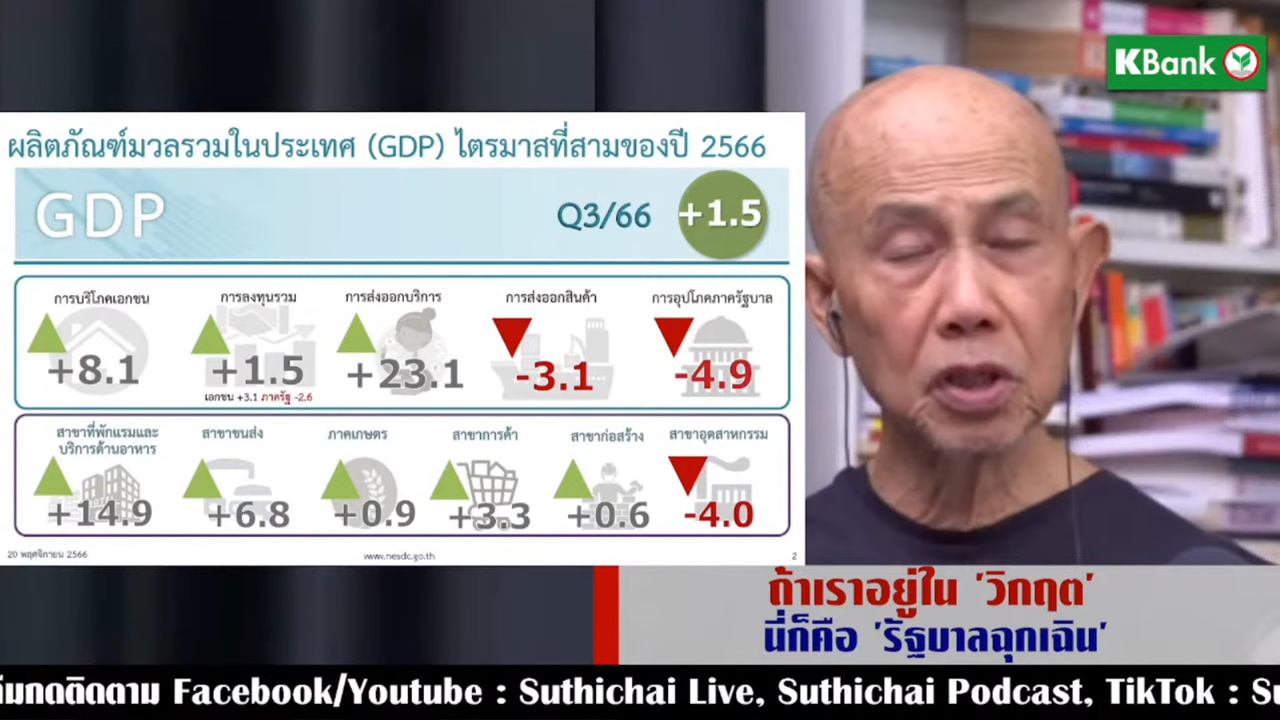 KBank
ผลิตภัณฑ์มวลรวมในประเทศ (GDP) ไตรมาสที่สามของปี 2566
GDP
Q3/66
+1.5
การบริโภคเอกชน
การลงทุนรวม
การส่งออกบริการ
การส่งออกสินค้า
การอุปโภคภาครัฐบาล
+8.1
+1.5
+23.1
-3.1
-4.9
เอกชน +3.1 ภาครัฐ -2.6
สาขาที่พักแรมและ
บริการด้านอาหาร
สาขาขนส่ง
ภาคเกษตร
สาขาการค้า
สาขาก่อสร้าง
สาขาอุตสาหกรรม
+14.9
+6.8
+0.9
+3.3
+0.6
-4.0
20 พฤศจิกายน 2566
www.nesdc.go.th
2
ถ้าเราอยู่ใน 'วิกฤต'
นี่ก็คือ 'รัฐบาลฉุกเฉิน'
กดติดตาม Facebook/Youtube : Suthichai Live, Suthichai Podcast, TikTok : Su